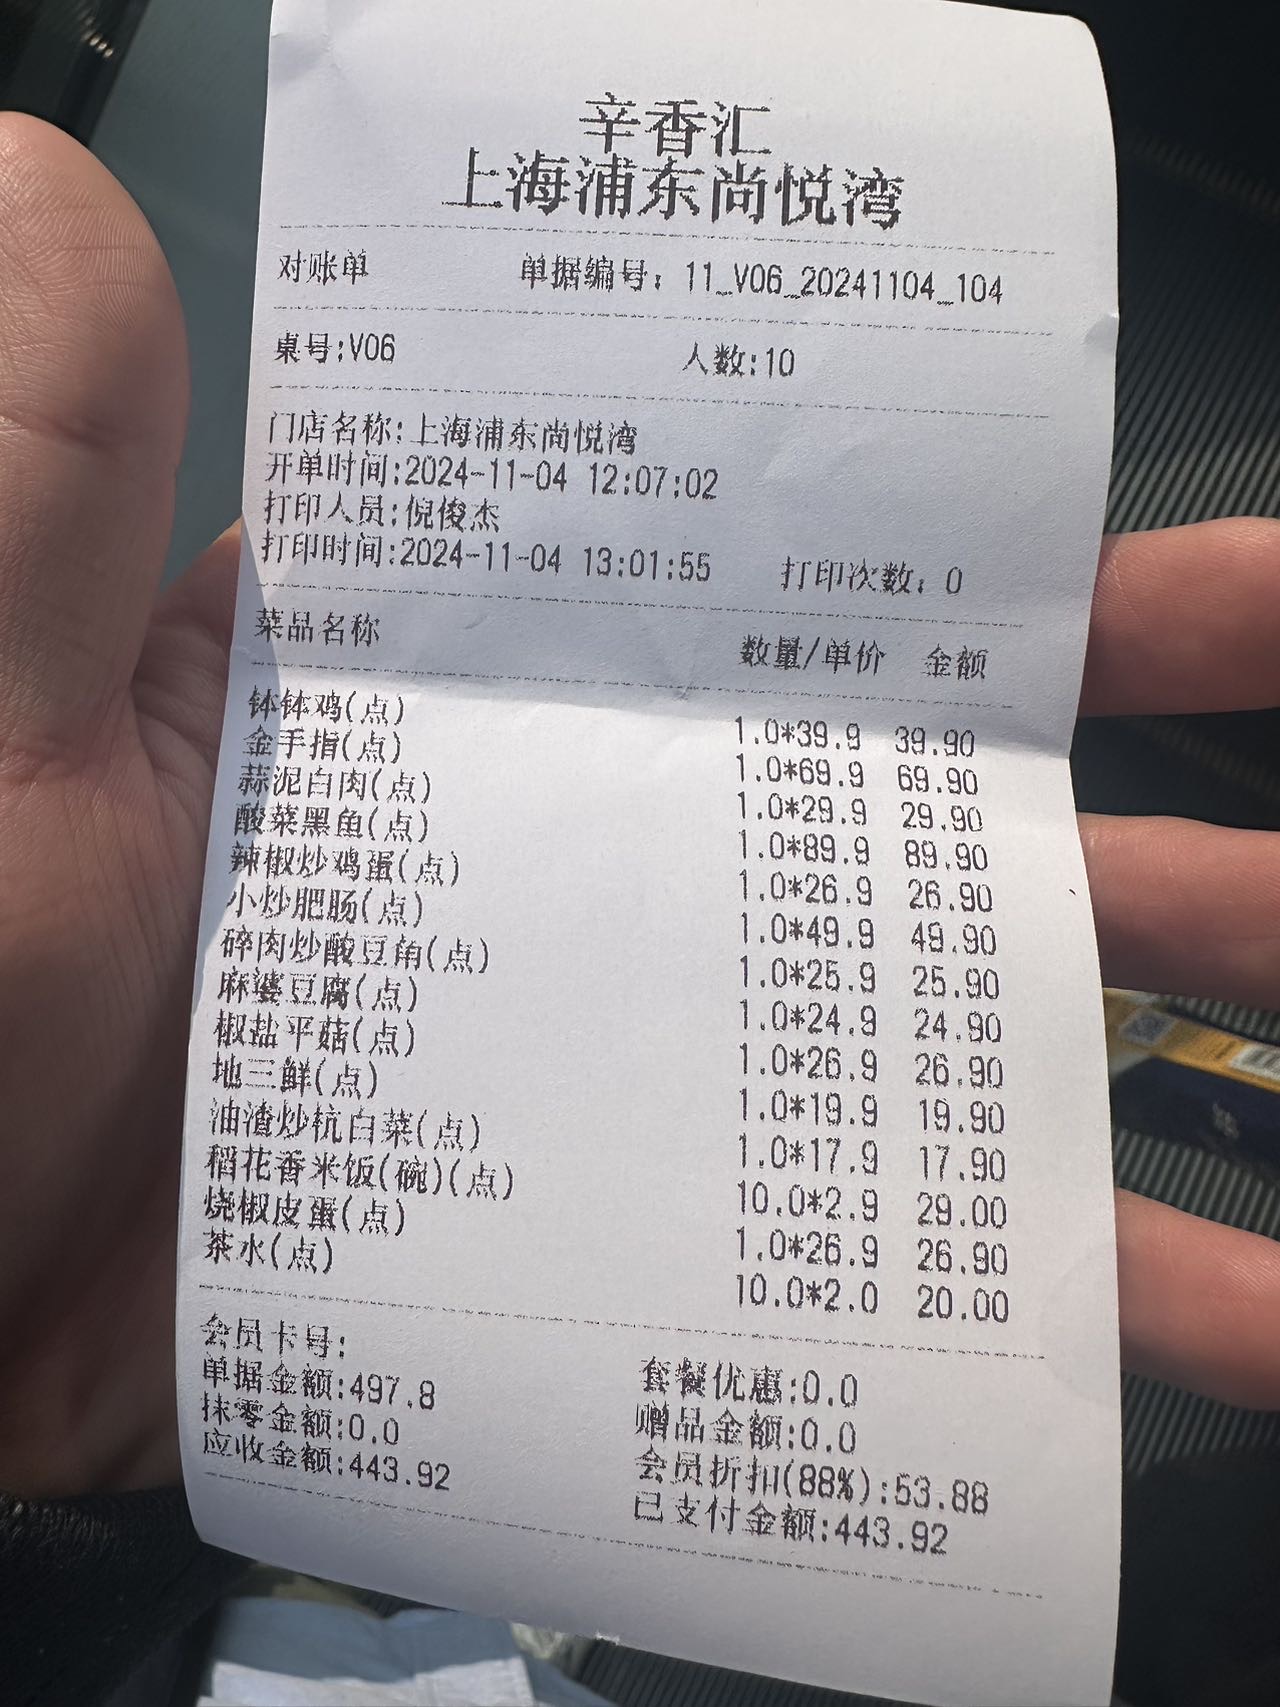 辛香汇
上海浦东尚悦湾
对账单 单据编号：11_V06_20241104_104
桌号:V06 人数:10
门店名称:上海浦东尚悦湾
开单时间:2024-11-04 12:07:02
打印人员:倪俊杰
打印时间:2024-11-04 13:01:55 打印次数：0
菜品名称 数量/单价 金额
钵钵鸡(点) 1.0*39.9 39.90
金手指(点) 1.0*69.9 69.90
蒜泥白肉(点) 1.0*29.9 29.90
酸菜黑鱼(点) 1.0*89.9 89.90
辣椒炒鸡蛋(点) 1.0*26.9 26.90
小炒肥肠(点) 1.0*49.9 49.90
碎肉炒酸豆角(点) 1.0*25.9 25.90
麻婆豆腐(点) 1.0*24.9 24.90
椒盐平菇(点) 1.0*26.9 26.90
地三鲜(点) 1.0*19.9 19.90
油渣炒杭白菜(点) 1.0*17.9 17.90
稻花香米饭(碗)(点) 10.0*2.9 29.00
烧椒皮蛋(点) 1.0*26.9 26.90
茶水(点) 10.0*2.0 20.00
会员卡号:
单据金额:497.8 套餐优惠:0.0
抹零金额:0.0 赠品金额:0.0
应收金额:443.92 会员折扣(88%):53.88
已支付金额:443.92